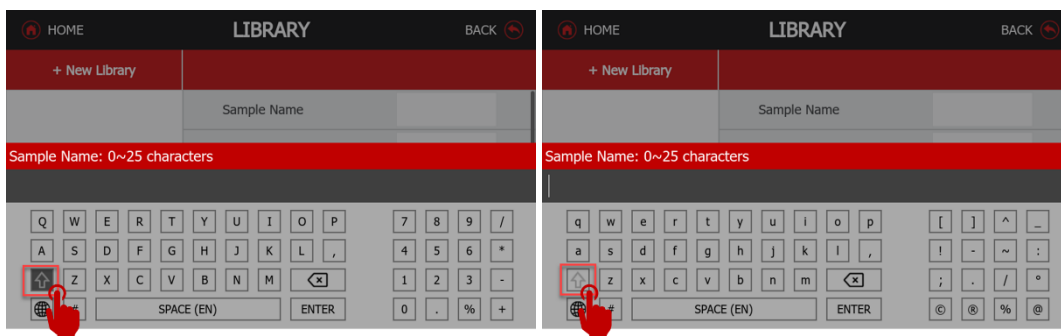 HOME LIBRARY BACK
+ New Library
Sample Name
Sample Name: 0~25 characters
Q W E R T Y U I O P 7 8 9 /
A S D F G H J K L , 4 5 6 *
Z X C V B N M 1 2 3 -
# SPACE (EN) ENTER 0 . % +
HOME LIBRARY BACK
+ New Library
Sample Name
Sample Name: 0~25 characters
q w e r t y u i o p [ ] ^ _
a s d f g h j k l , ! - ~ :
z x c v b n m ; . / °
# SPACE (EN) ENTER © ® % @